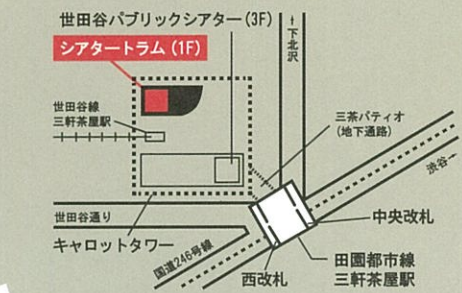 世田谷パブリックシアター(3F)
シアタートラム(1F)
↑下北沢
世田谷線
三軒茶屋駅
三茶パティオ
(地下通路)
渋谷→
世田谷通り
キャロットタワー
中央改札
国道246号線
西改札
田園都市線
三軒茶屋駅